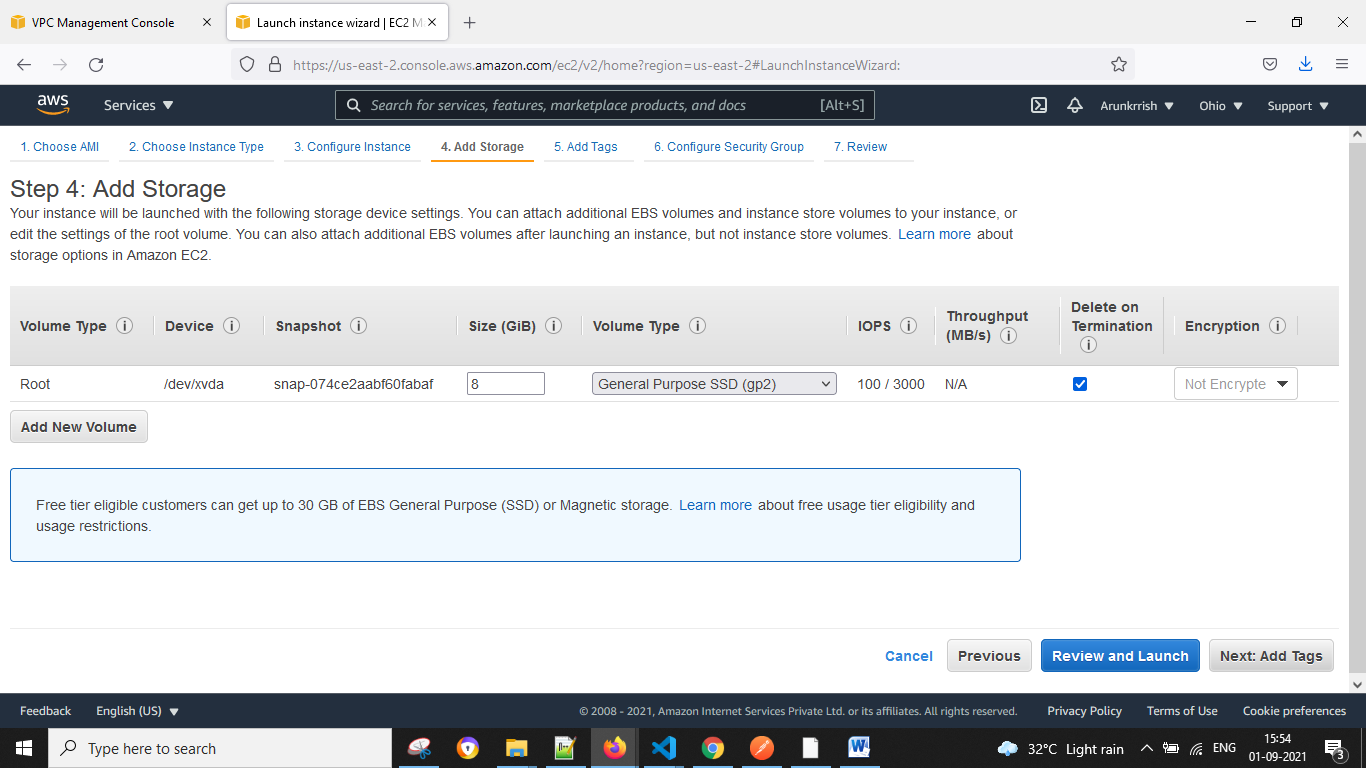 VPC Management Console
Launch instance wizard | EC2 M
https://us-east-2.console.aws.amazon.com/ec2/v2/home?region=us-east-2#LaunchInstanceWizard:
aws
Services
Search for services, features, marketplace products, and docs
[Alt+S]
Arunkrrish
Ohio
Support
1. Choose AMI
2. Choose Instance Type
3. Configure Instance
4. Add Storage
5. Add Tags
6. Configure Security Group
7. Review
Step 4: Add Storage
Your instance will be launched with the following storage device settings. You can attach additional EBS volumes and instance store volumes to your instance, or
edit the settings of the root volume. You can also attach additional EBS volumes after launching an instance, but not instance store volumes. Learn more about
storage options in Amazon EC2.
Volume Type
Device
Snapshot
Size (GiB)
Volume Type
IOPS
Throughput
(MB/s)
Delete on
Termination
Encryption
Root
/dev/xvda
snap-074ce2aabf60fabaf
8
General Purpose SSD (gp2)
100 / 3000
N/A
Not Encrypte
Add New Volume
Free tier eligible customers can get up to 30 GB of EBS General Purpose (SSD) or Magnetic storage. Learn more about free usage tier eligibility and
usage restrictions.
Cancel
Previous
Review and Launch
Next: Add Tags
Feedback
English (US)
© 2008 - 2021, Amazon Internet Services Private Ltd. or its affiliates. All rights reserved.
Privacy Policy
Terms of Use
Cookie preferences
Type here to search
32°C Light rain
ENG
15:54
01-09-2021
3